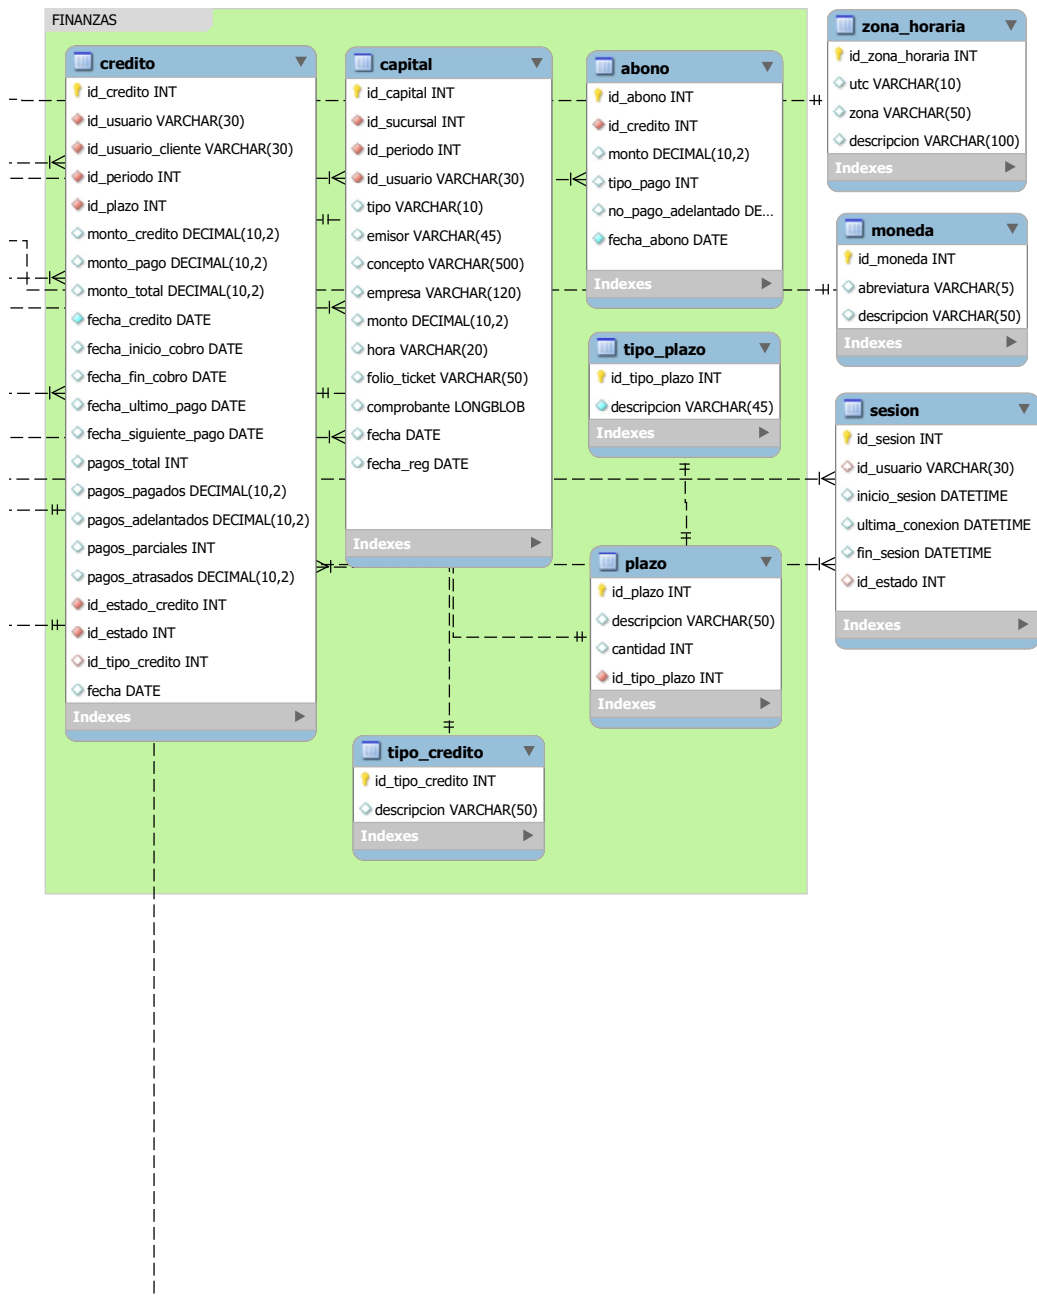 FINANZAS
credito
id_credito INT
id_usuario VARCHAR(30)
id_usuario_cliente VARCHAR(30)
id_periodo INT
id_plazo INT
monto_credito DECIMAL(10,2)
monto_pago DECIMAL(10,2)
monto_total DECIMAL(10,2)
fecha_credito DATE
fecha_inicio_cobro DATE
fecha_fin_cobro DATE
fecha_ultimo_pago DATE
fecha_siguiente_pago DATE
pagos_total INT
pagos_pagados DECIMAL(10,2)
pagos_adelantados DECIMAL(10,2)
pagos_parciales INT
pagos_atrasados DECIMAL(10,2)
id_estado_credito INT
id_estado INT
id_tipo_credito INT
fecha DATE
Indexes
capital
id_capital INT
id_sucursal INT
id_periodo INT
id_usuario VARCHAR(30)
tipo VARCHAR(10)
emisor VARCHAR(45)
concepto VARCHAR(500)
empresa VARCHAR(120)
monto DECIMAL(10,2)
hora VARCHAR(20)
folio_ticket VARCHAR(50)
comprobante LONGBLOB
fecha DATE
fecha_reg DATE
Indexes
abono
id_abono INT
id_credito INT
monto DECIMAL(10,2)
tipo_pago INT
no_pago_adelantado DE...
fecha_abono DATE
Indexes
tipo_plazo
id_tipo_plazo INT
descripcion VARCHAR(45)
Indexes
plazo
id_plazo INT
descripcion VARCHAR(50)
cantidad INT
id_tipo_plazo INT
Indexes
tipo_credito
id_tipo_credito INT
descripcion VARCHAR(50)
Indexes
zona_horaria
id_zona_horaria INT
utc VARCHAR(10)
zona VARCHAR(50)
descripcion VARCHAR(100)
Indexes
moneda
id_moneda INT
abreviatura VARCHAR(5)
descripcion VARCHAR(50)
Indexes
sesion
id_sesion INT
id_usuario VARCHAR(30)
inicio_sesion DATETIME
ultima_conexion DATETIME
fin_sesion DATETIME
id_estado INT
Indexes